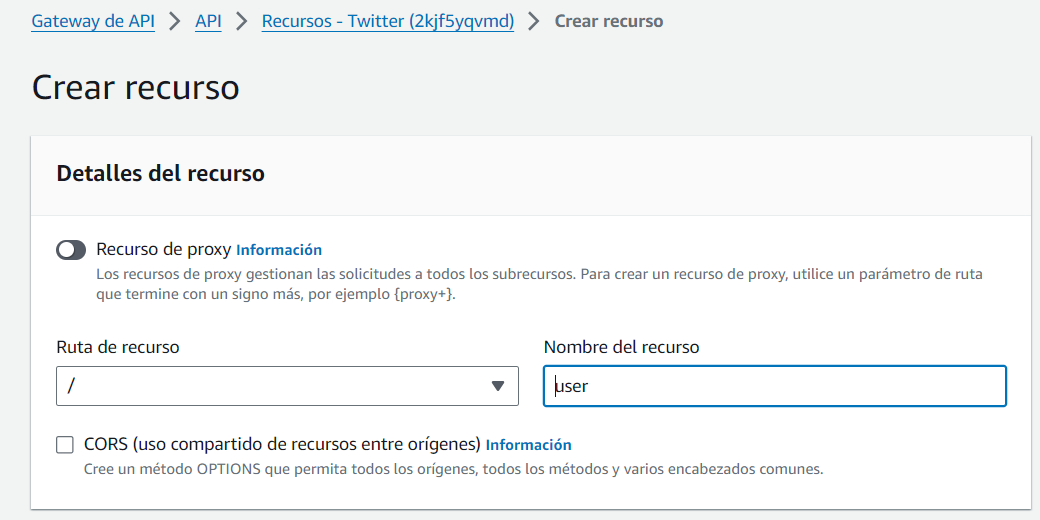 Gateway de API > API > Recursos - Twitter (2kjf5yqvmd) > Crear recurso
Crear recurso
Detalles del recurso
Recurso de proxy Información
Los recursos de proxy gestionan las solicitudes a todos los subrecursos. Para crear un recurso de proxy, utilice un parámetro de ruta
que termine con un signo más, por ejemplo {proxy+}.
Ruta de recurso
/
Nombre del recurso
user
CORS (uso compartido de recursos entre orígenes) Información
Cree un método OPTIONS que permita todos los orígenes, todos los métodos y varios encabezados comunes.